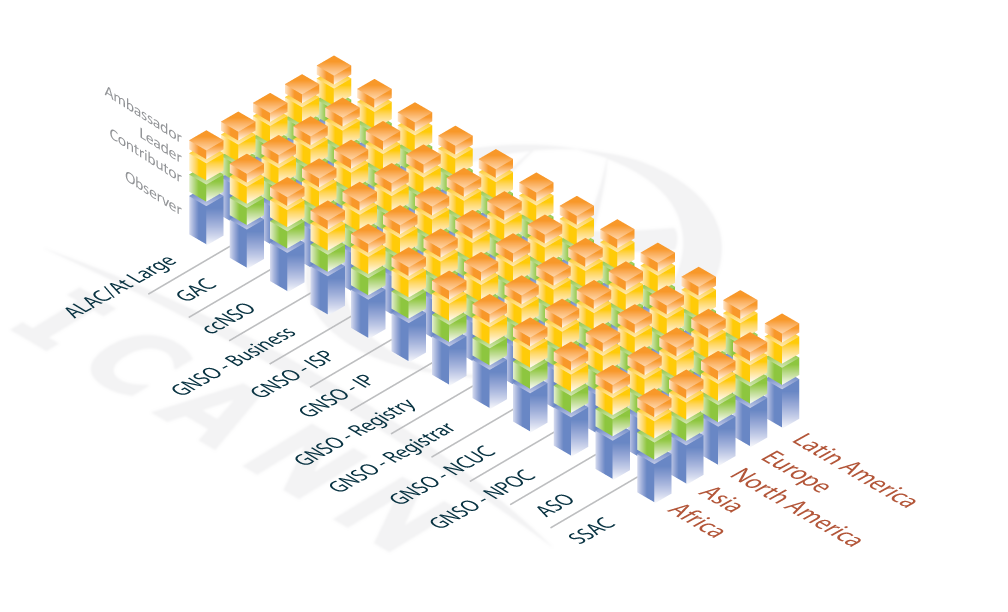 Ambassador
Leader
Contributor
Observer
ALAC/At Large
GAC
ccNSO
GNSO - Business
GNSO - ISP
GNSO - IP
GNSO - Registry
GNSO - Registrar
GNSO - NCUC
GNSO - NPOC
ASO
SSAC
Latin America
Europe
North America
Asia
Africa
ICANN